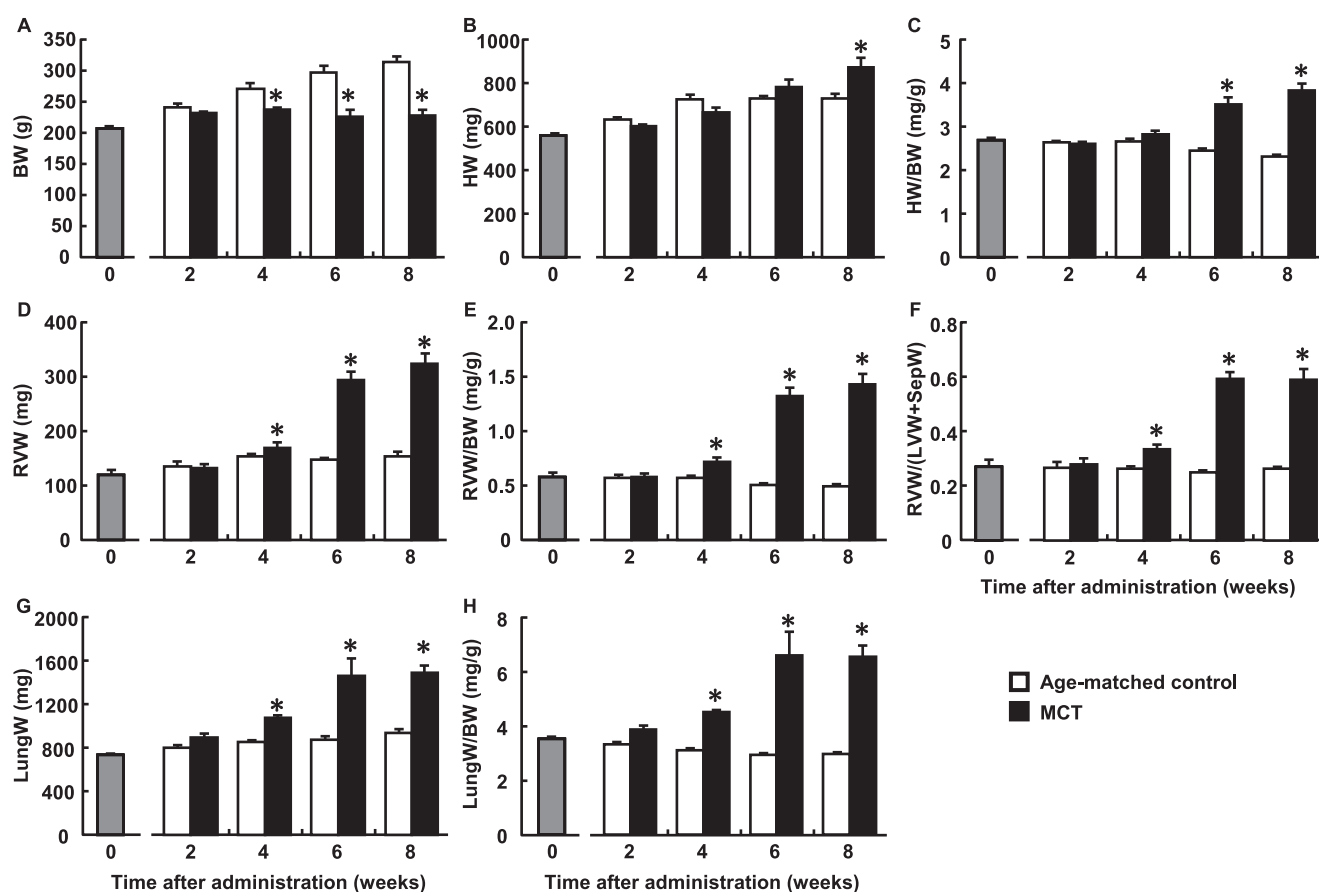 A
BW (g)
350
300
250
200
150
100
50
0
* * *
0 2 4 6 8
B
HW (mg)
1000
800
600
400
200
0
*
0 2 4 6 8
C
HW/BW (mg/g)
5
4
3
2
1
0
* *
0 2 4 6 8
D
RVW (mg)
400
300
200
100
0
* * *
0 2 4 6 8
E
RVW/BW (mg/g)
2.0
1.5
1.0
0.5
0
* * *
0 2 4 6 8
F
RVW/(LVW+SepW)
0.8
0.6
0.4
0.2
0
* * *
0 2 4 6 8
Time after administration (weeks)
G
LungW (mg)
2000
1600
1200
800
400
0
* * *
0 2 4 6 8
Time after administration (weeks)
H
LungW/BW (mg/g)
8
6
4
2
0
* * *
0 2 4 6 8
Time after administration (weeks)
Age-matched control
MCT